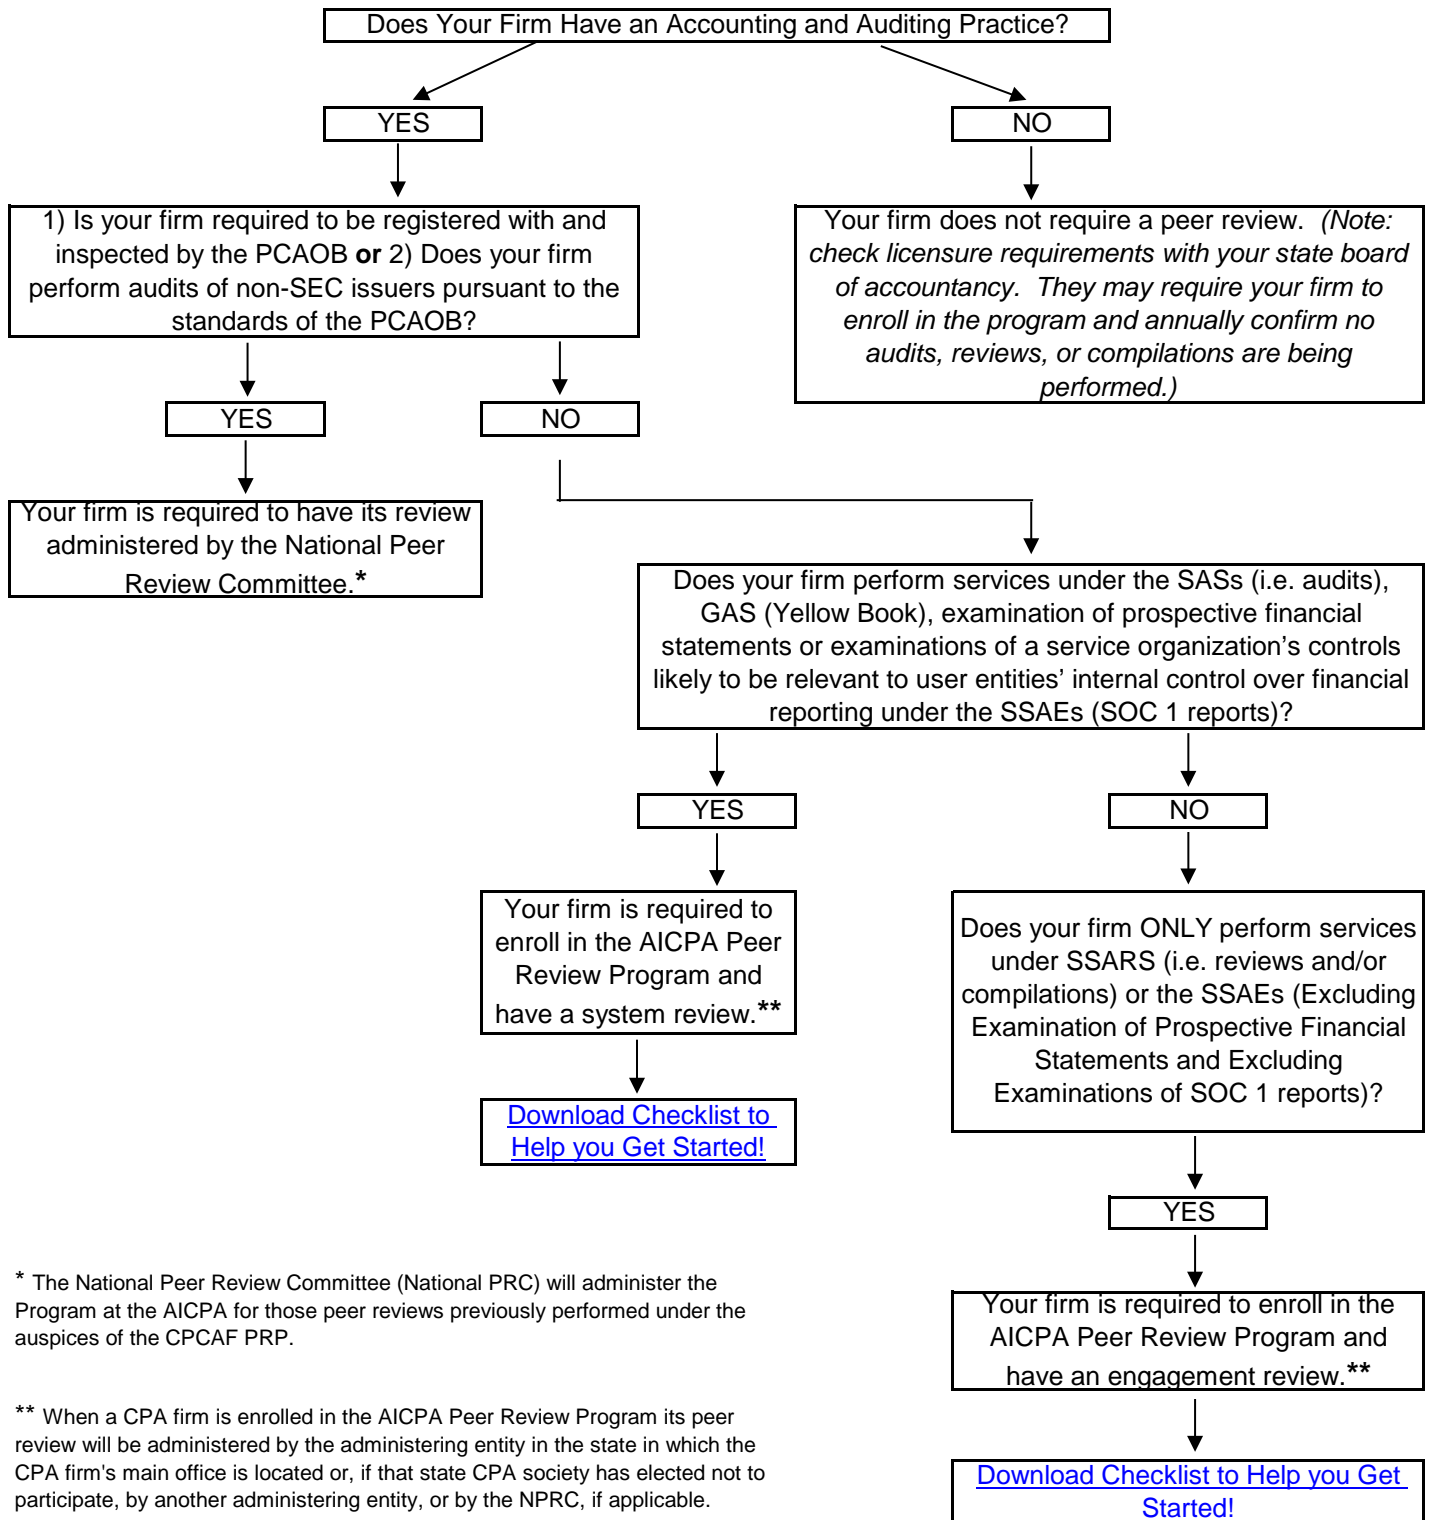 Does Your Firm Have an Accounting and Auditing Practice?
YES
NO
1) Is your firm required to be registered with and
inspected by the PCAOB or 2) Does your firm
perform audits of non-SEC issuers pursuant to the
standards of the PCAOB?
Your firm does not require a peer review. (Note:
check licensure requirements with your state board
of accountancy. They may require your firm to
enroll in the program and annually confirm no
audits, reviews, or compilations are being
performed.)
YES
NO
Your firm is required to have its review
administered by the National Peer
Review Committee.*
Does your firm perform services under the SASs (i.e. audits),
GAS (Yellow Book), examination of prospective financial
statements or examinations of a service organization’s controls
likely to be relevant to user entities’ internal control over financial
reporting under the SSAEs (SOC 1 reports)?
YES
NO
Your firm is required to
enroll in the AICPA Peer
Review Program and
have a system review.**
Download Checklist to
Help you Get Started!
Does your firm ONLY perform services
under SSARS (i.e. reviews and/or
compilations) or the SSAEs (Excluding
Examination of Prospective Financial
Statements and Excluding
Examinations of SOC 1 reports)?
YES
Your firm is required to enroll in the
AICPA Peer Review Program and
have an engagement review.**
Download Checklist to Help you Get
Started!
* The National Peer Review Committee (National PRC) will administer the
Program at the AICPA for those peer reviews previously performed under the
auspices of the CPCAF PRP.
** When a CPA firm is enrolled in the AICPA Peer Review Program its peer
review will be administered by the administering entity in the state in which the
CPA firm's main office is located or, if that state CPA society has elected not to
participate, by another administering entity, or by the NPRC, if applicable.